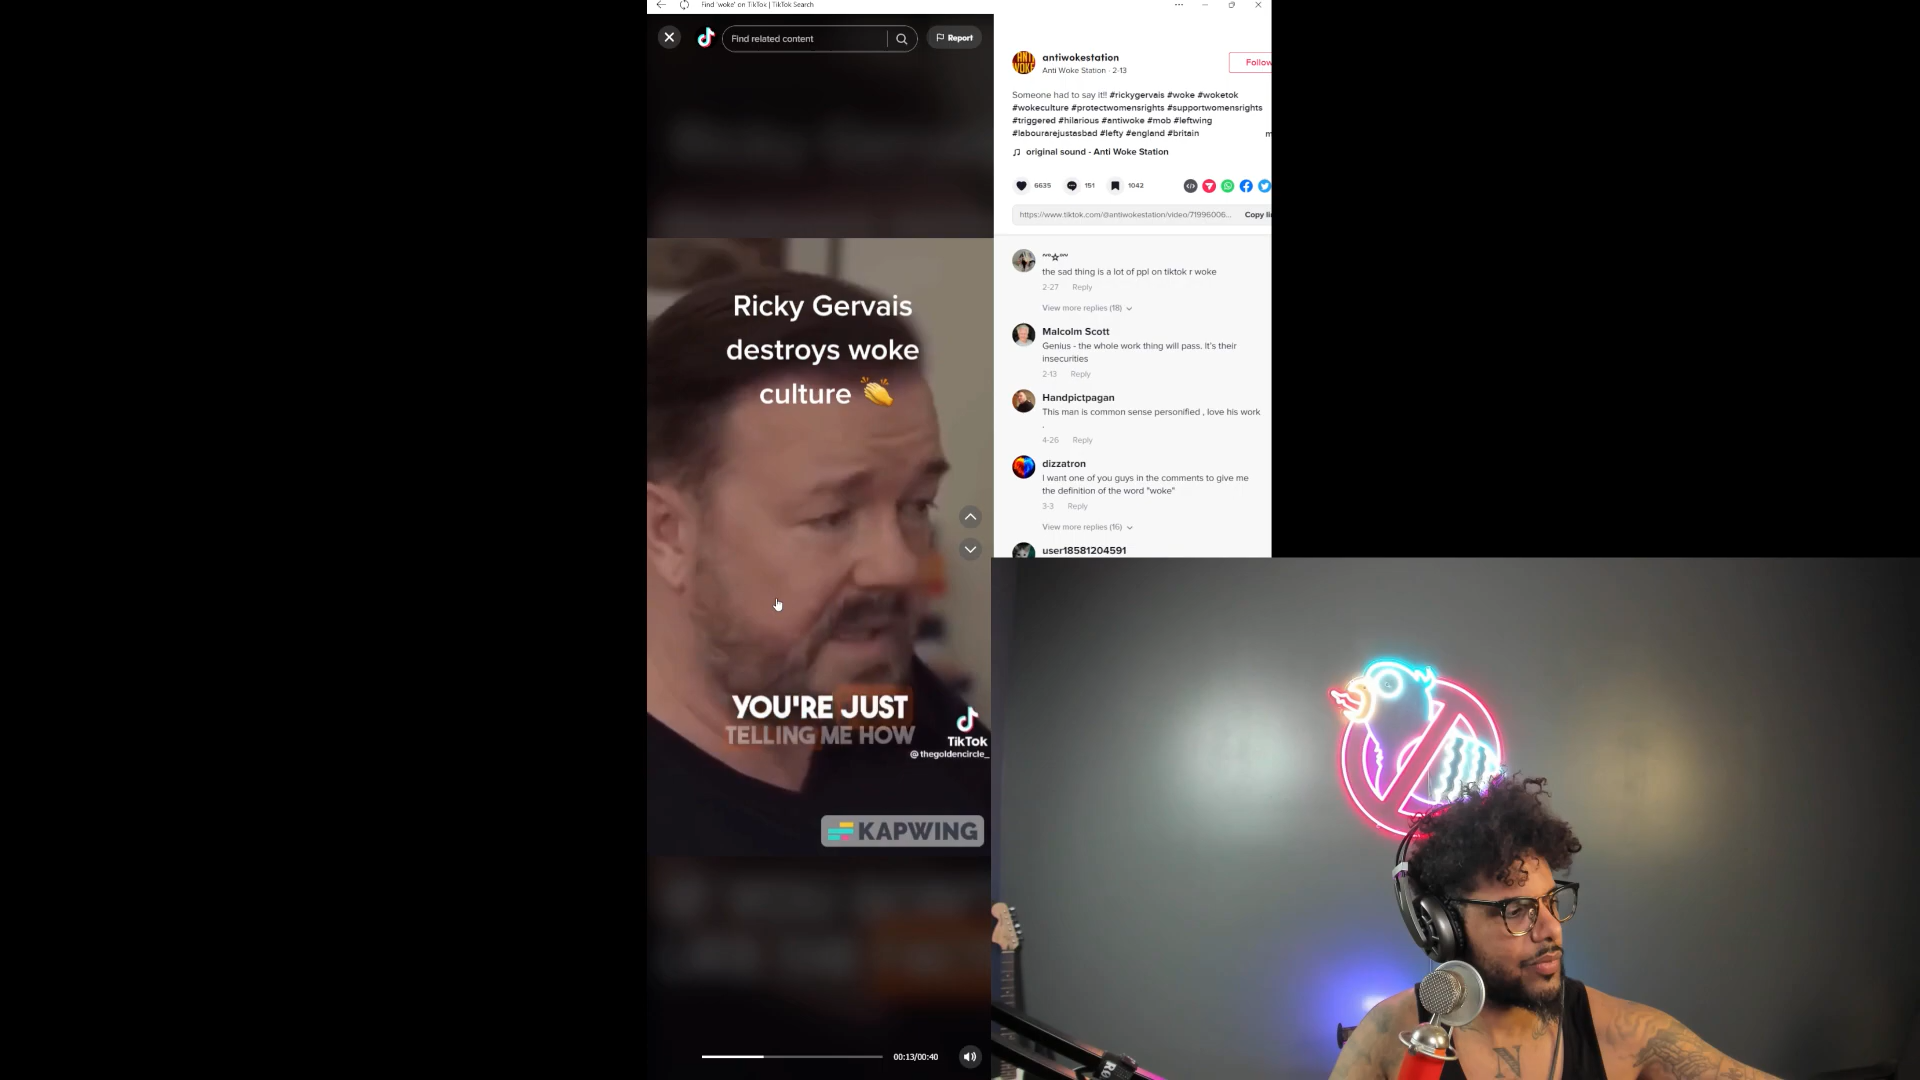 Find 'woke' on TikTok | TikTok Search
Find related content
Report
Ricky Gervais
destroys woke
culture 👏
YOU'RE JUST
TELLING ME HOW
TikTok
@thegoldencircle_
KAPWING
00:13/00:40
ANTI
WOKE
antiwokestation
Anti Woke Station · 2-13
Follow
Someone had to say it!! #rickygervais #woke #woketok
#wokeculture #protectwomensrights #supportwomensrights
#triggered #hilarious #antiwoke #mob #leftwing
#labourarejustasbad #lefty #england #britain
m
original sound - Anti Woke Station
6635
151
1042
https://www.tiktok.com/@antiwokestation/video/71996006...
Copy li
the sad thing is a lot of ppl on tiktok r woke
2-27 Reply
View more replies (18)
Malcolm Scott
Genius - the whole work thing will pass. It's their
insecurities
2-13 Reply
Handpictpagan
This man is common sense personified , love his work
.
4-26 Reply
dizzatron
I want one of you guys in the comments to give me
the definition of the word "woke"
3-3 Reply
View more replies (16)
user18581204591
N